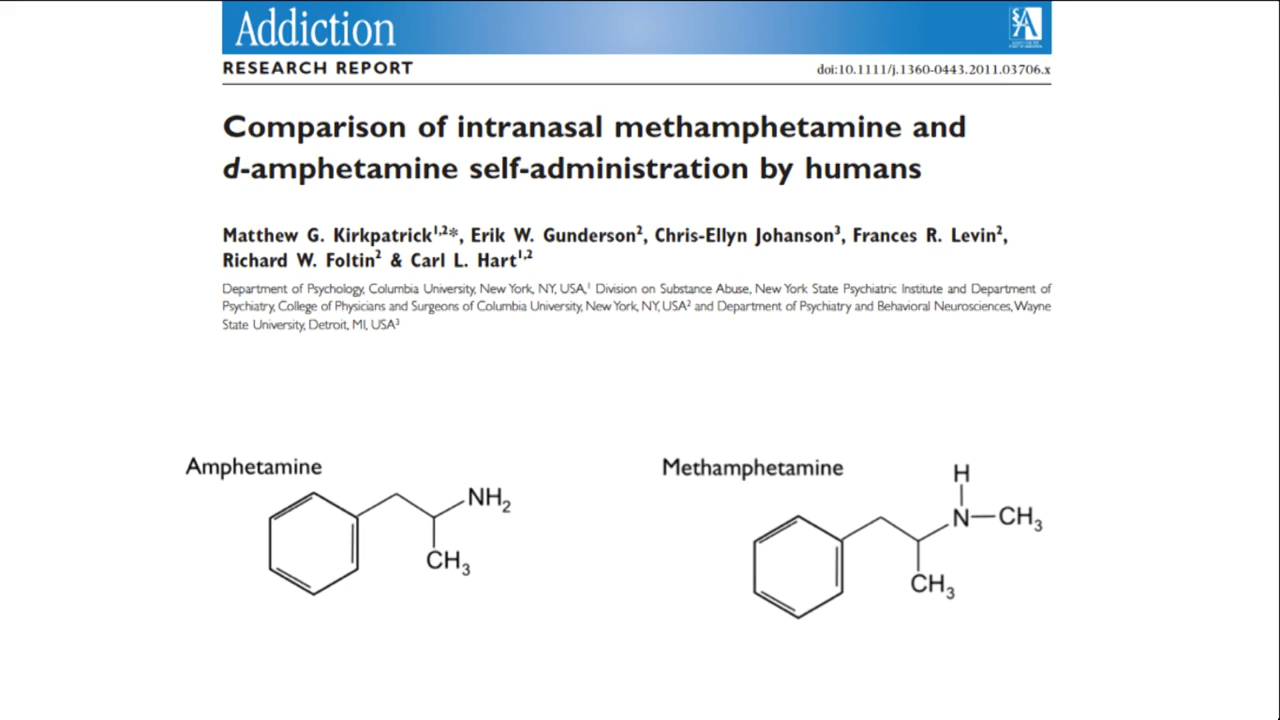 Addiction
RESEARCH REPORT
doi:10.1111/j.1360-0443.2011.03706.x
Comparison of intranasal methamphetamine and
d-amphetamine self-administration by humans
Matthew G. Kirkpatrick1,2*, Erik W. Gunderson2, Chris-Ellyn Johanson3, Frances R. Levin2,
Richard W. Foltin2 & Carl L. Hart1,2
Department of Psychology, Columbia University, New York, NY, USA,1 Division on Substance Abuse, New York State Psychiatric Institute and Department of
Psychiatry, College of Physicians and Surgeons of Columbia University, New York, NY, USA2 and Department of Psychiatry and Behavioral Neurosciences, Wayne
State University, Detroit, MI, USA3
Amphetamine
NH2
CH3
Methamphetamine
H
N—CH3
CH3